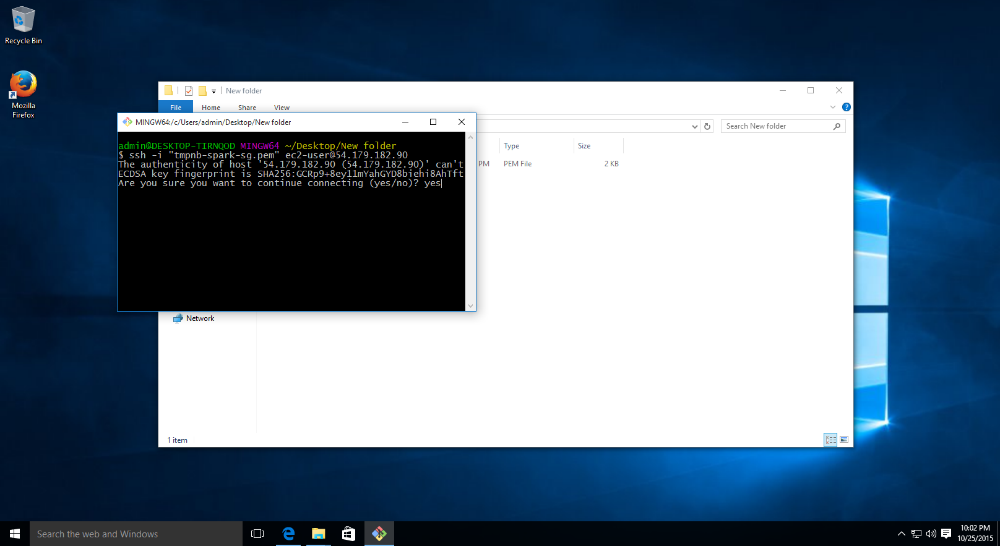 Recycle Bin
Mozilla
Firefox
New folder
File Home Share View
MINGW64:/c/Users/admin/Desktop/New folder
Search New folder
Type Size
PM PEM File 2 KB
admin@DESKTOP-TIRNQOD MINGW64 ~/Desktop/New folder
$ ssh -i "tmpnb-spark-sg.pem" ec2-user@54.179.182.90
The authenticity of host '54.179.182.90 (54.179.182.90)' can't
ECDSA key fingerprint is SHA256:GCRp9+8ey11mYahGYD8biehi8AhTft
Are you sure you want to continue connecting (yes/no)? yes
Network
1 item
Search the web and Windows
10:02 PM
10/25/2015